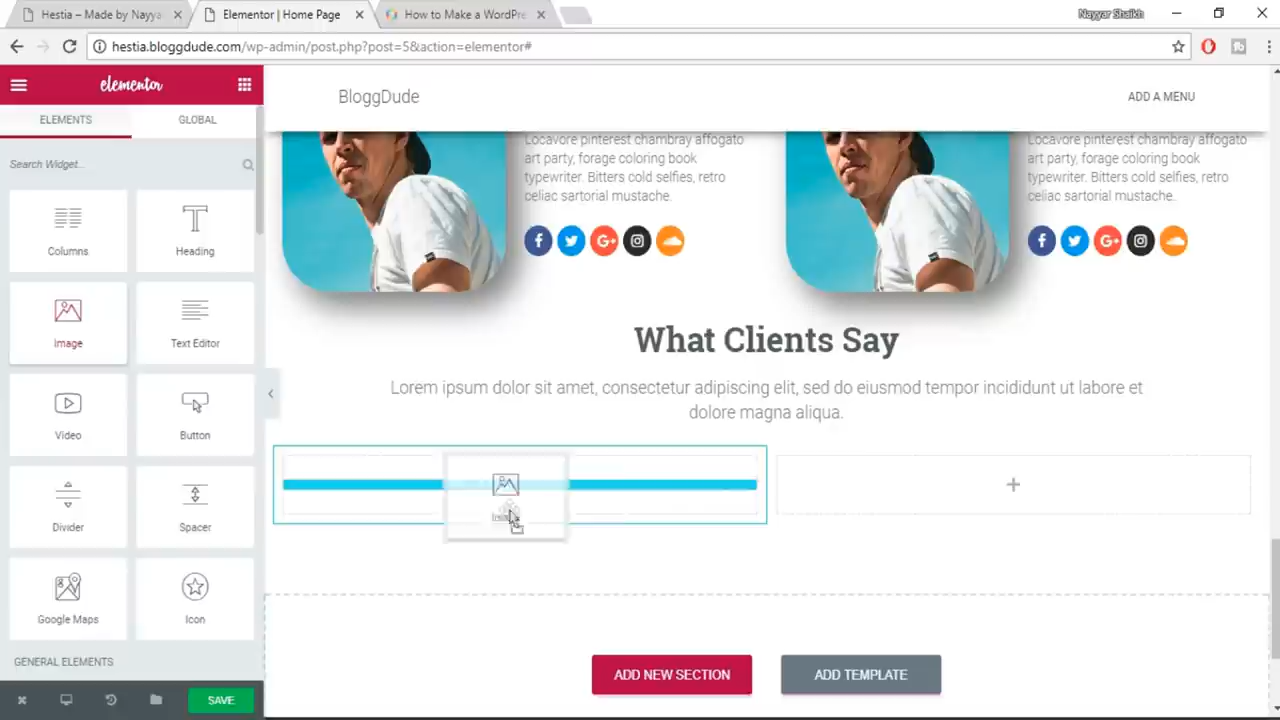 Hestia – Made by Nayya
Elementor | Home Page
How to Make a WordPre
Nayyar Shaikh
hestia.bloggdude.com/wp-admin/post.php?post=5&action=elementor#
elementor
ELEMENTS
GLOBAL
Search Widget...
Columns
Heading
Image
Text Editor
Video
Button
Divider
Spacer
Google Maps
Icon
GENERAL ELEMENTS
SAVE
BloggDude
ADD A MENU
Locavore pinterest chambray affogato
art party, forage coloring book
typewriter. Bitters cold selfies, retro
celiac sartorial mustache.
Locavore pinterest chambray affogato
art party, forage coloring book
typewriter. Bitters cold selfies, retro
celiac sartorial mustache.
What Clients Say
Lorem ipsum dolor sit amet, consectetur adipiscing elit, sed do eiusmod tempor incididunt ut labore et
dolore magna aliqua.
ADD NEW SECTION
ADD TEMPLATE